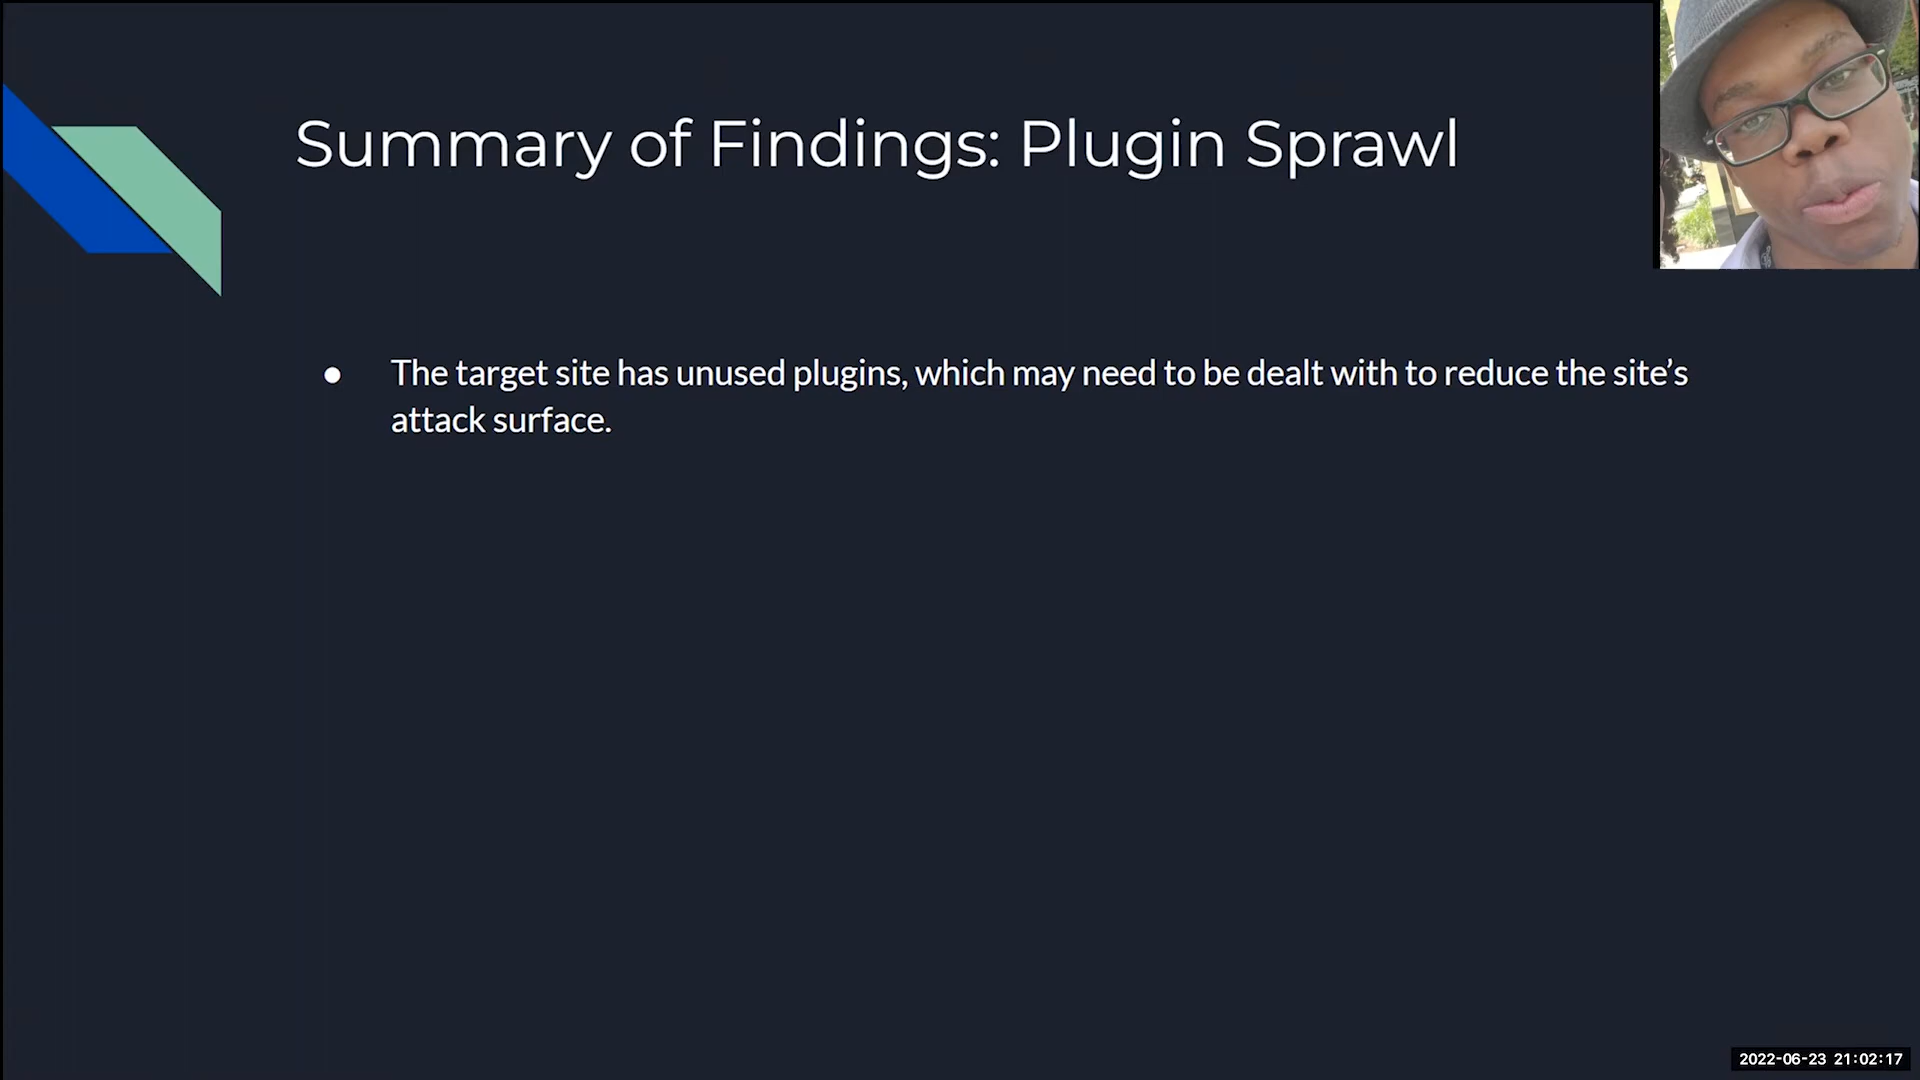 Summary of Findings: Plugin Sprawl
● The target site has unused plugins, which may need to be dealt with to reduce the site’s
attack surface.
2022-06-23 21:02:17